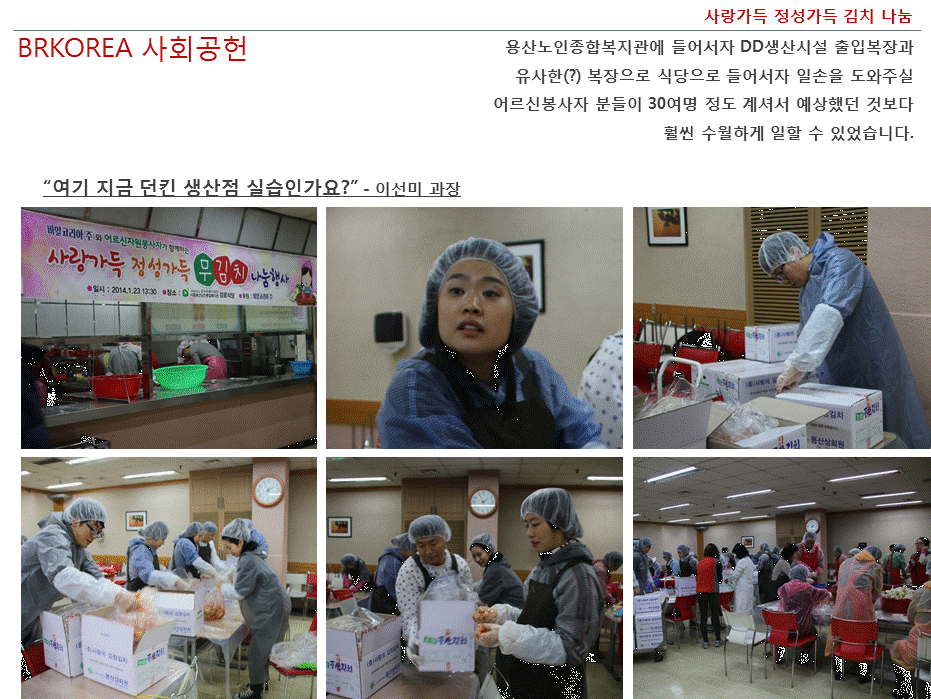 사랑가득 정성가득 김치 나눔
BRKOREA 사회공헌
용산노인종합복지관에 들어서자 DD생산시설 출입복장과
유사한(?) 복장으로 식당으로 들어서자 일손을 도와주실
어르신봉사자 분들이 30여명 정도 계셔서 예상했던 것보다
훨씬 수월하게 일할 수 있었습니다.
“여기 지금 던킨 생산점 실습인가요?” - 이선미 과장
비알코리아(주)와 어르신자원봉사자가 함께하는
사랑가득 정성가득 무김치 나눔행사
●일시 : 2014.1.23 13:30 ●장소 :
용산상회원